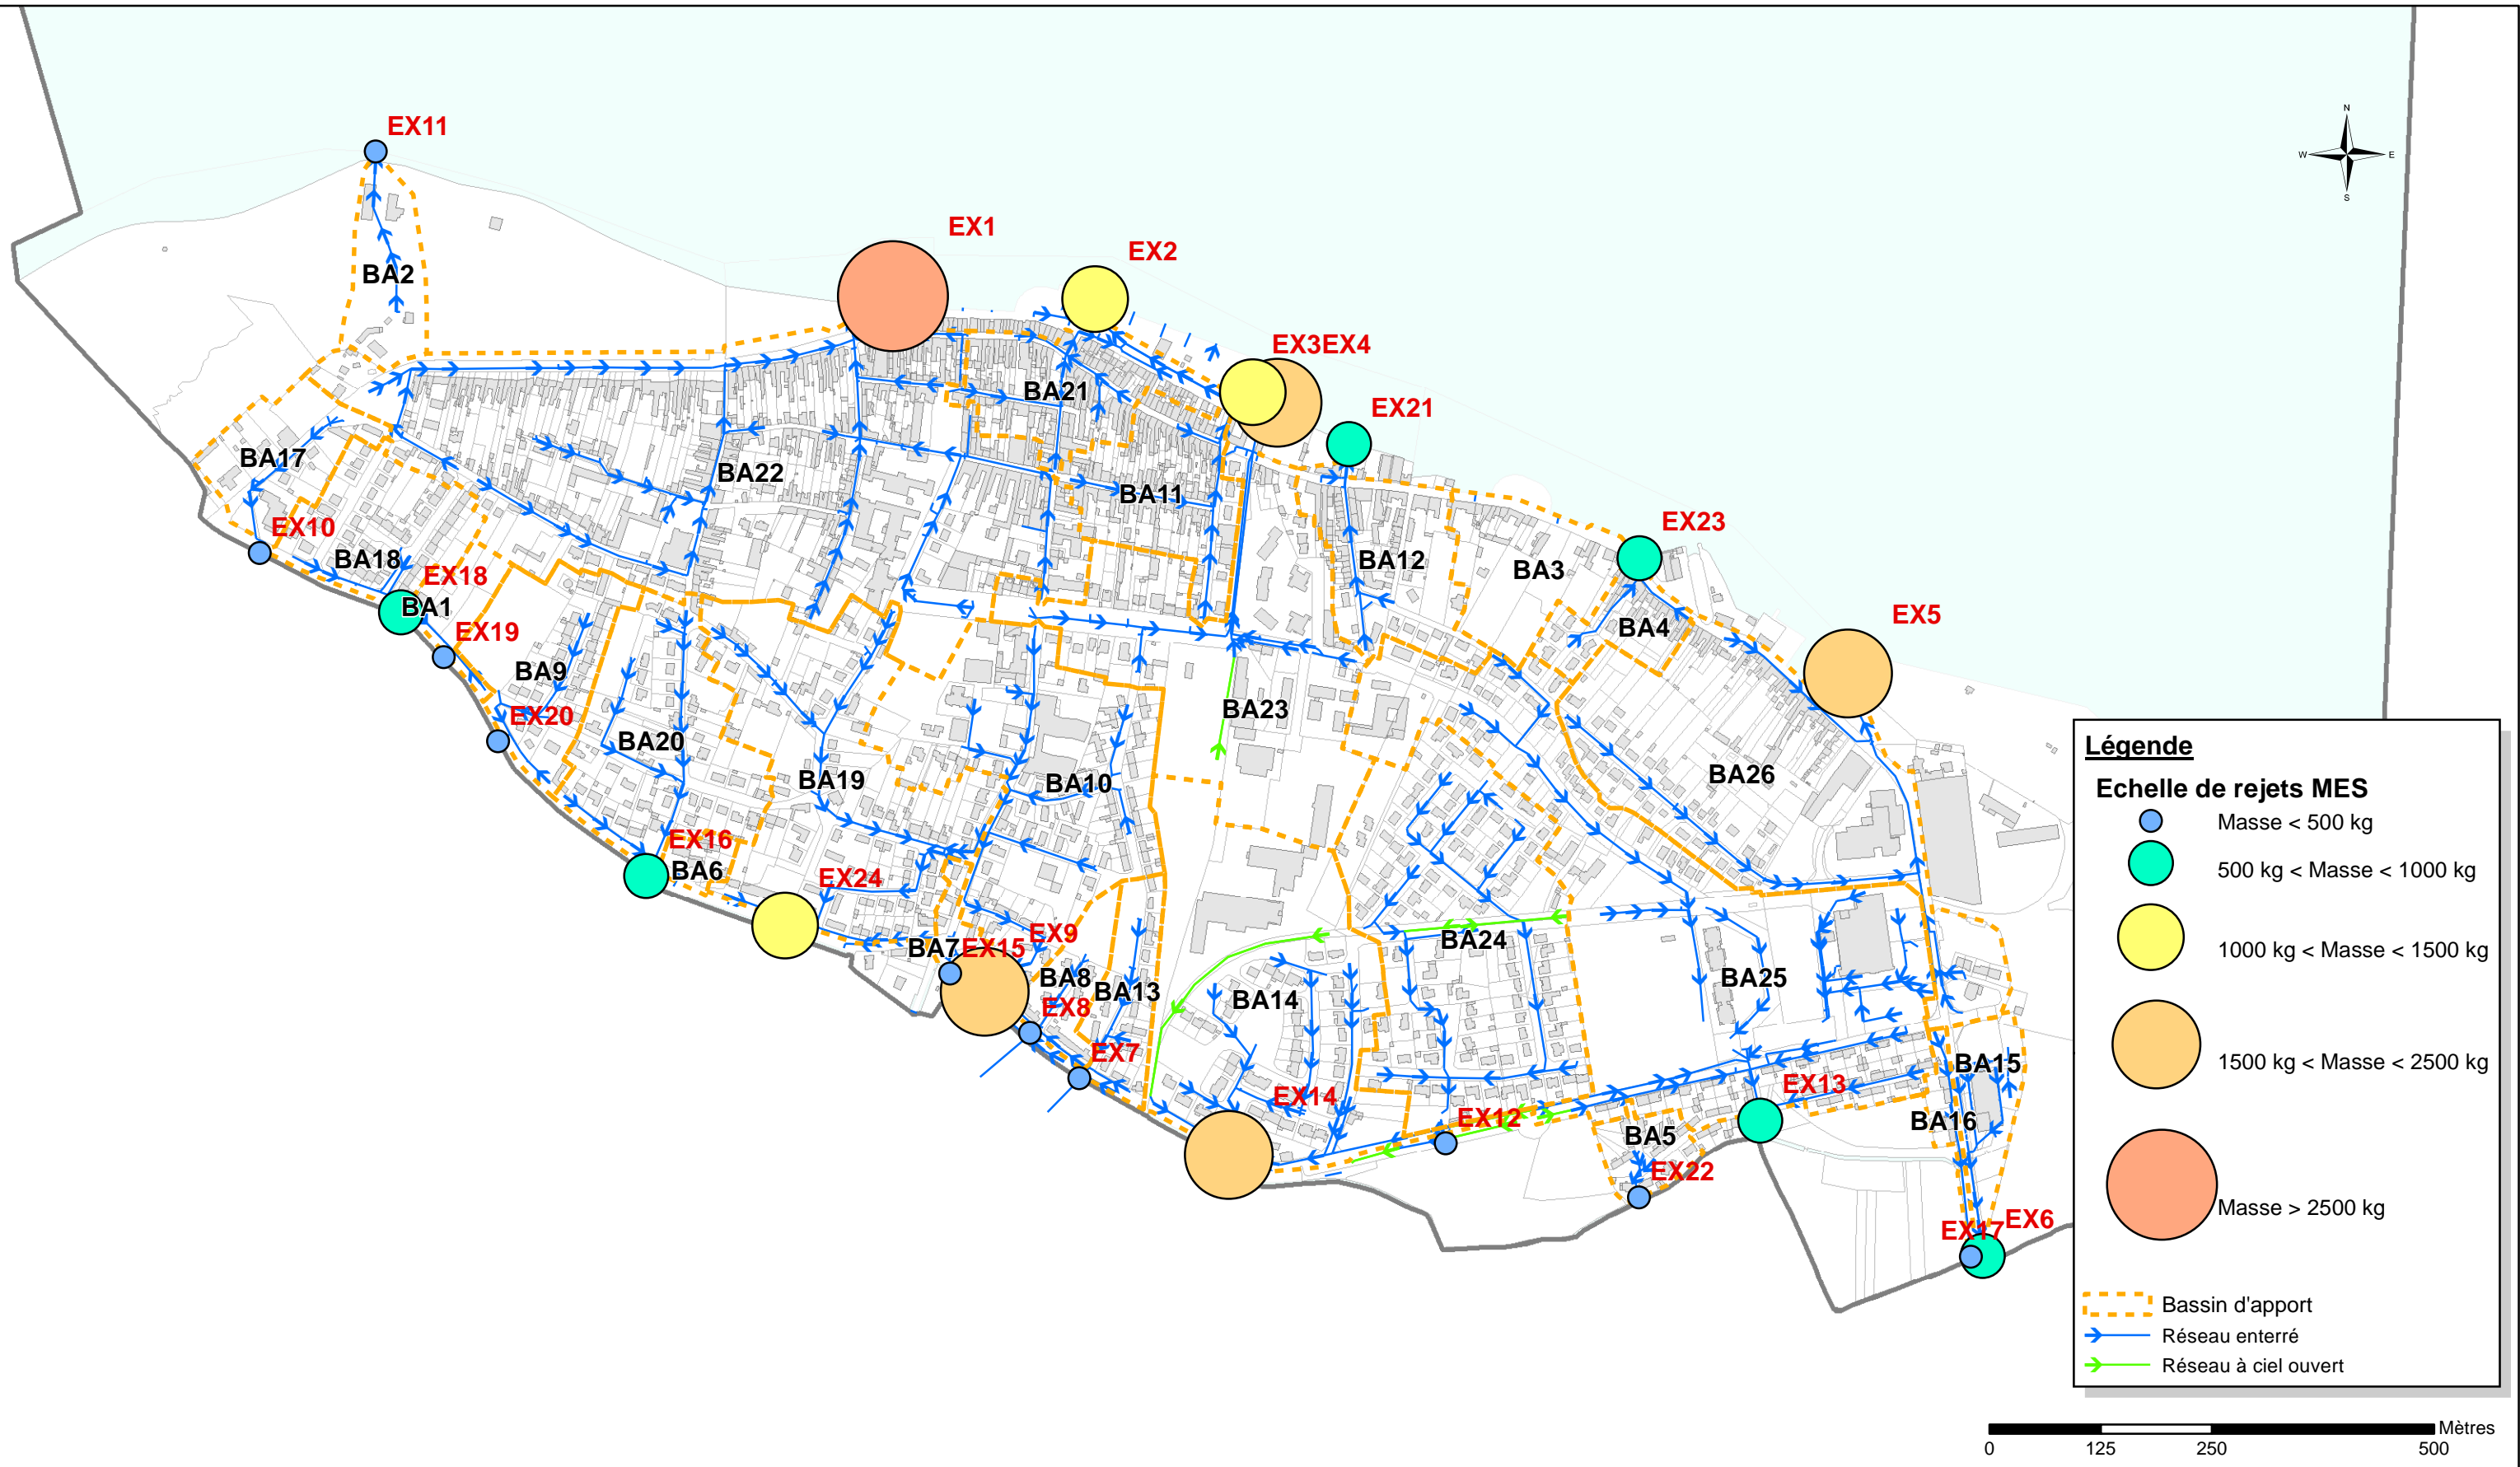 N
W E
S
EX11
EX1
EX2
BA2
EX3EX4
BA21
EX21
BA17
BA22
BA11
EX10
EX23
BA18
BA12
BA3
EX18
BA1
EX19
BA4
EX5
BA9
EX20
BA23
BA20
BA19
BA10
BA26
EX16
BA6
EX24
BA7
EX15
EX9
BA24
BA8
BA13
BA14
BA25
EX8
EX7
EX14
EX12
EX13
BA15
BA16
BA5
EX22
EX17
EX6
Légende
Echelle de rejets MES
Masse < 500 kg
500 kg < Masse < 1000 kg
1000 kg < Masse < 1500 kg
1500 kg < Masse < 2500 kg
Masse > 2500 kg
Bassin d'apport
Réseau enterré
Réseau à ciel ouvert
Mètres
0 125 250 500